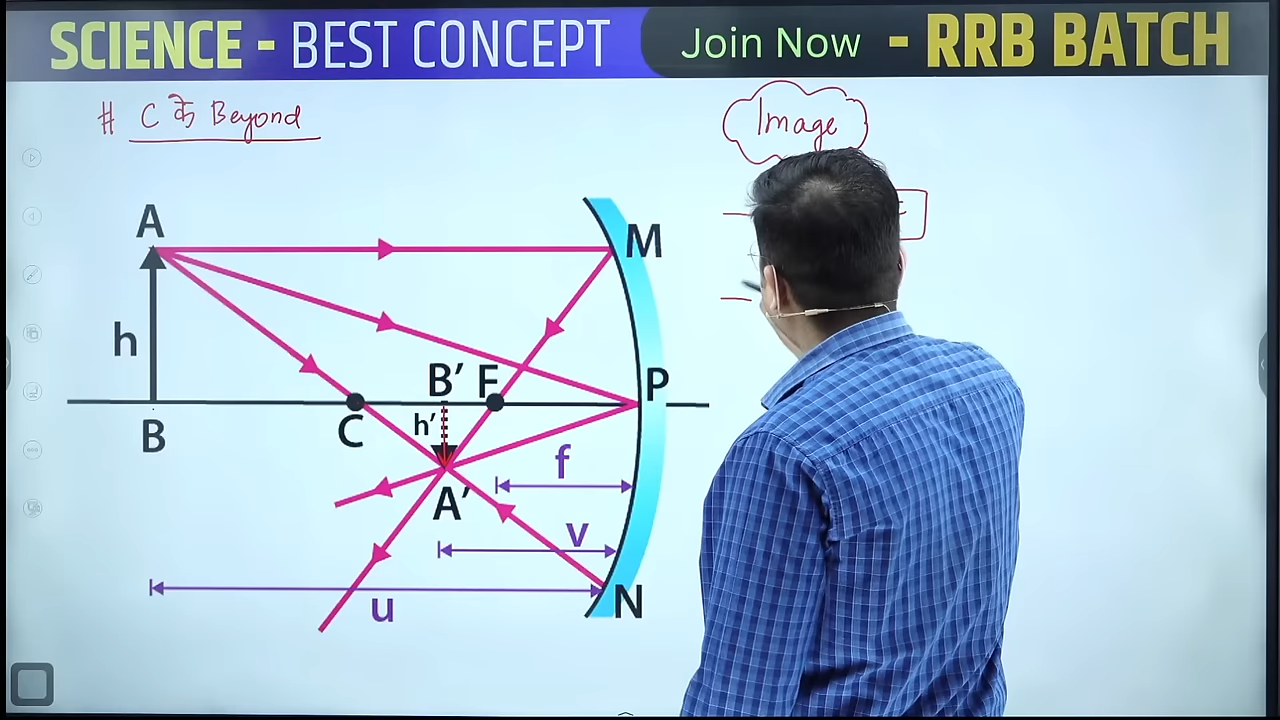 SCIENCE - BEST CONCEPT Join Now - RRB BATCH
# C के Beyond
Image
A
M
h
B' F
P
B
C
h'
f
A'
v
u
N